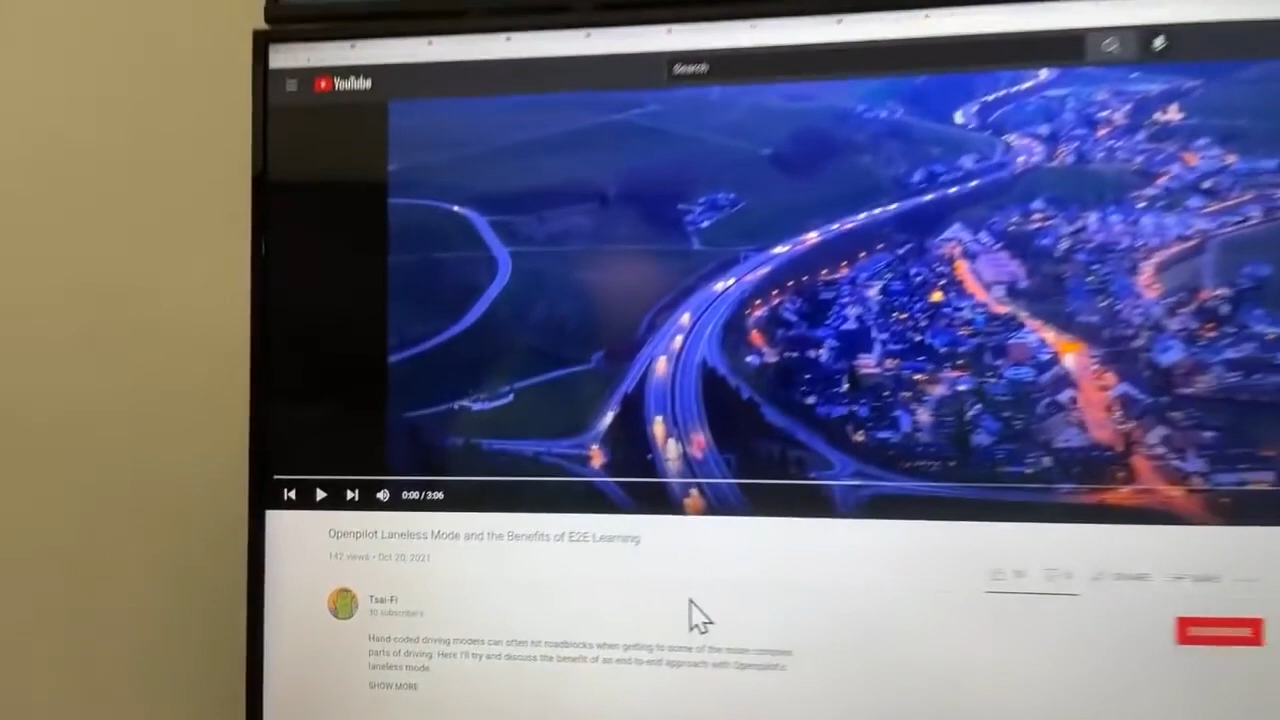 YouTube
Search
0:00 / 3:06
Openpilot Laneless Mode and the Benefits of E2E Learning
142 views • Oct 20, 2021
Tsai-Fi
30 subscribers
Hand-coded driving models can often hit roadblocks when getting to some of the more complex
parts of driving. Here I'll try and discuss the benefit of an end-to-end approach with Openpilot's
laneless mode.
SHOW MORE